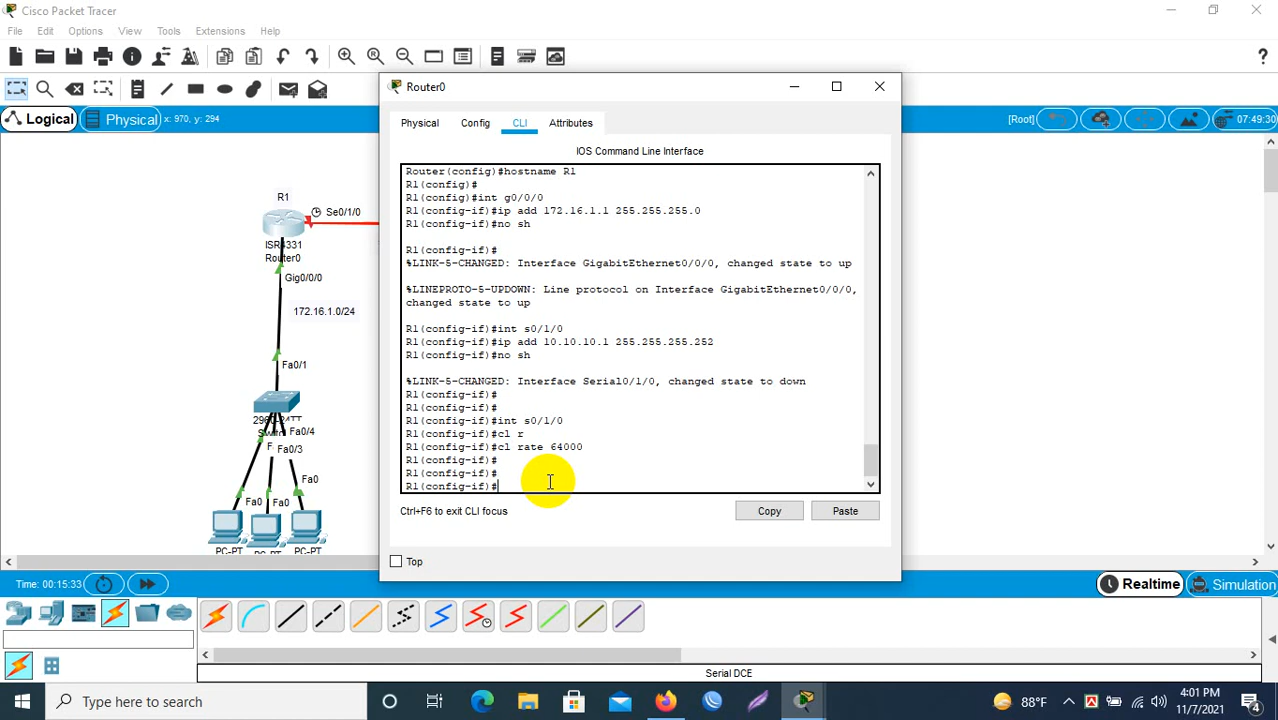 Cisco Packet Tracer
File Edit Options View Tools Extensions Help
Logical
Physical
x: 970, y: 294
[Root]
07:49:30
Router0
Physical
Config
CLI
Attributes
IOS Command Line Interface
Router(config)#hostname R1
R1(config)#
R1(config)#int g0/0/0
R1(config-if)#ip add 172.16.1.1 255.255.255.0
R1(config-if)#no sh
R1(config-if)#
%LINK-5-CHANGED: Interface GigabitEthernet0/0/0, changed state to up
%LINEPROTO-5-UPDOWN: Line protocol on Interface GigabitEthernet0/0/0,
changed state to up
R1(config-if)#int s0/1/0
R1(config-if)#ip add 10.10.10.1 255.255.255.252
R1(config-if)#no sh
%LINK-5-CHANGED: Interface Serial0/1/0, changed state to down
R1(config-if)#
R1(config-if)#
R1(config-if)#int s0/1/0
R1(config-if)#cl r
R1(config-if)#cl rate 64000
R1(config-if)#
R1(config-if)#
R1(config-if)#
Ctrl+F6 to exit CLI focus
Copy
Paste
Top
R1
Se0/1/0
ISR4331
Router0
Gig0/0/0
172.16.1.0/24
Fa0/1
Fa0/4
Fa0/3
Fa0
Fa0
Fa0
PC-PT
PC-PT
PC-PT
Time: 00:15:33
Realtime
Simulation
Serial DCE
Type here to search
88°F
4:01 PM
11/7/2021
4